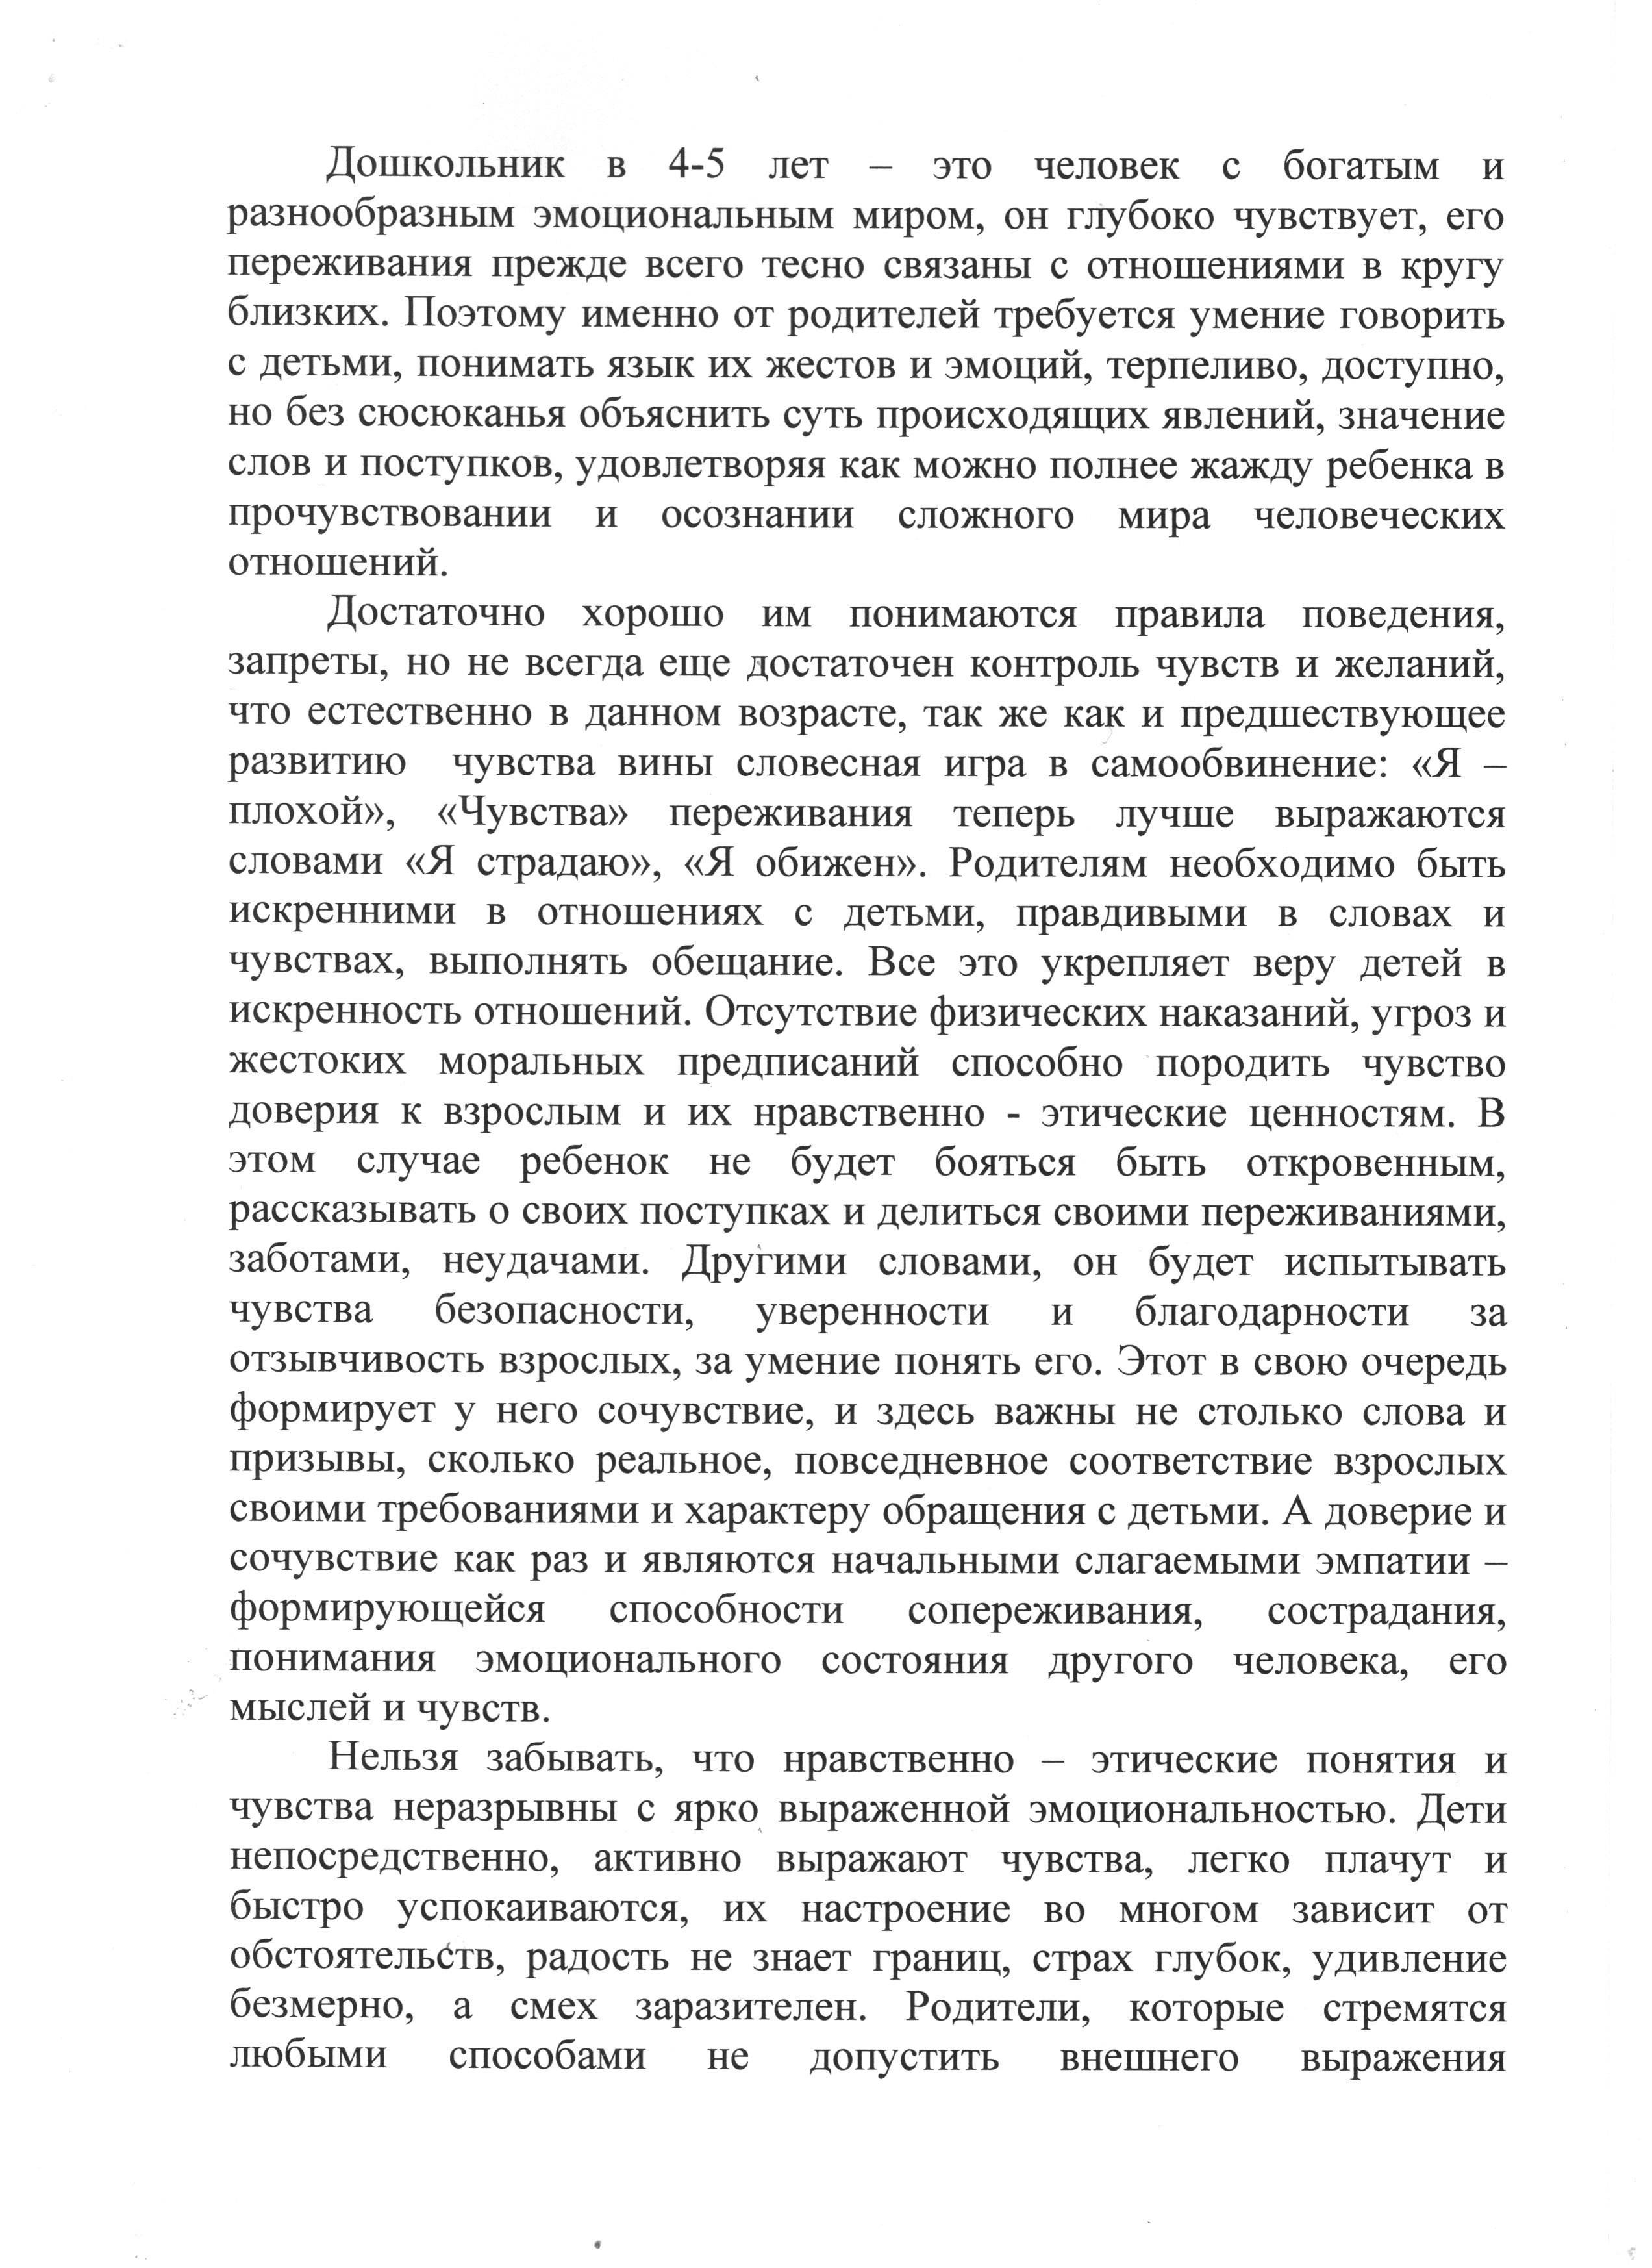 Дошкольник в 4-5 лет – это человек с богатым и
разнообразным эмоциональным миром, он глубоко чувствует, его
переживания прежде всего тесно связаны с отношениями в кругу
близких. Поэтому именно от родителей требуется умение говорить
с детьми, понимать язык их жестов и эмоций, терпеливо, доступно,
но без сюсюканья объяснить суть происходящих явлений, значение
слов и поступков, удовлетворяя как можно полнее жажду ребенка в
прочувствовании и осознании сложного мира человеческих
отношений.
Достаточно хорошо им понимаются правила поведения,
запреты, но не всегда еще достаточен контроль чувств и желаний,
что естественно в данном возрасте, так же как и предшествующее
развитию чувства вины словесная игра в самообвинение: «Я –
плохой», «Чувства» переживания теперь лучше выражаются
словами «Я страдаю», «Я обижен». Родителям необходимо быть
искренними в отношениях с детьми, правдивыми в словах и
чувствах, выполнять обещание. Все это укрепляет веру детей в
искренность отношений. Отсутствие физических наказаний, угроз и
жестоких моральных предписаний способно породить чувство
доверия к взрослым и их нравственно - этические ценностям. В
этом случае ребенок не будет бояться быть откровенным,
рассказывать о своих поступках и делиться своими переживаниями,
заботами, неудачами. Другими словами, он будет испытывать
чувства безопасности, уверенности и благодарности за
отзывчивость взрослых, за умение понять его. Этот в свою очередь
формирует у него сочувствие, и здесь важны не столько слова и
призывы, сколько реальное, повседневное соответствие взрослых
своими требованиями и характеру обращения с детьми. А доверие и
сочувствие как раз и являются начальными слагаемыми эмпатии –
формирующейся способности сопереживания, сострадания,
понимания эмоционального состояния другого человека, его
мыслей и чувств.
Нельзя забывать, что нравственно – этические понятия и
чувства неразрывны с ярко выраженной эмоциональностью. Дети
непосредственно, активно выражают чувства, легко плачут и
быстро успокаиваются, их настроение во многом зависит от
обстоятельств, радость не знает границ, страх глубок, удивление
безмерно, а смех заразителен. Родители, которые стремятся
любыми способами не допустить внешнего выражения